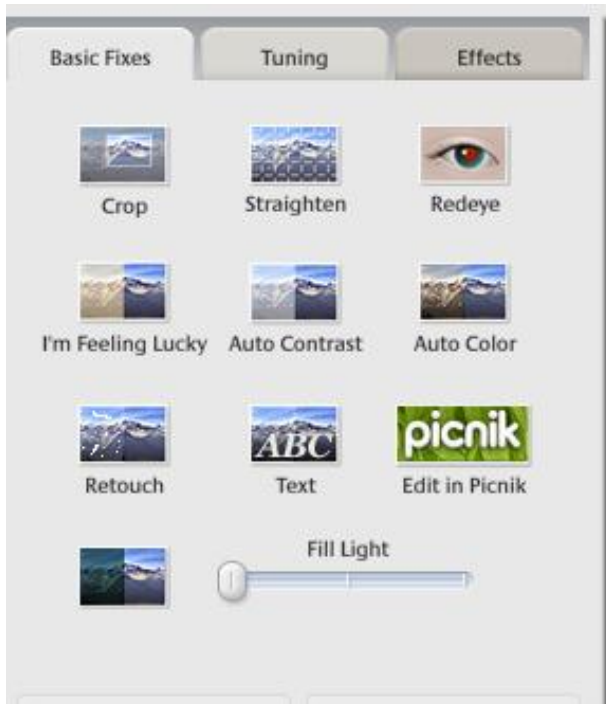 Basic Fixes
Tuning
Effects
Crop
Straighten
Redeye
I'm Feeling Lucky
Auto Contrast
Auto Color
ABC
picnik
Retouch
Text
Edit in Picnik
Fill Light